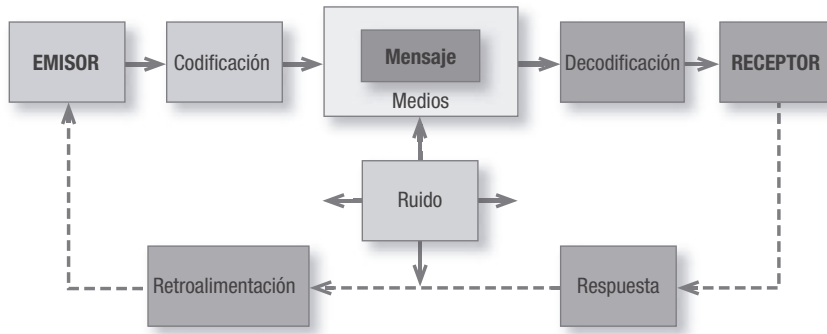 EMISOR
Codificación
Mensaje
Medios
Decodificación
RECEPTOR
Ruido
Retroalimentación
Respuesta